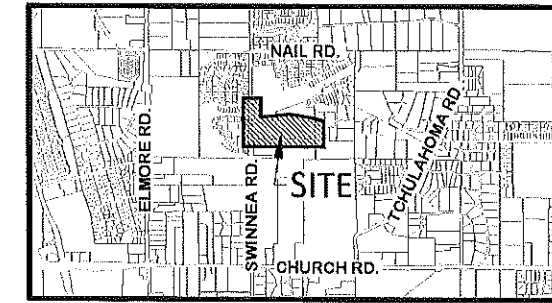 NAIL RD.
ELMORE RD.
SWINNEA RD.
SITE
TCHULAHOMA RD.
CHURCH RD.